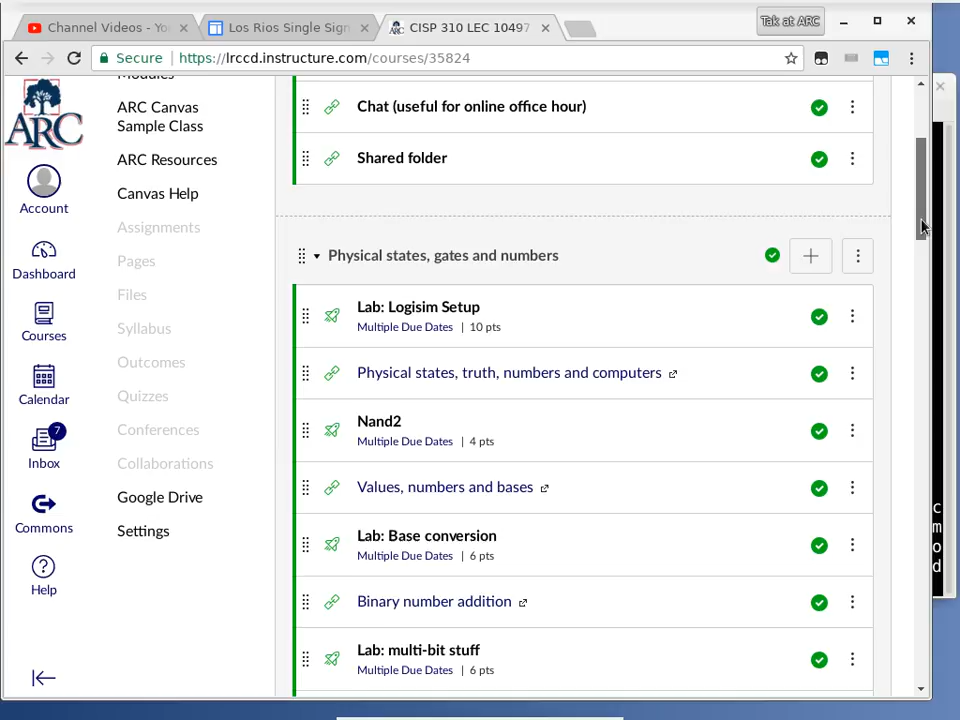 Channel Videos - Yo
Los Rios Single Sign
CISP 310 LEC 10497
Tak at ARC
Secure
https://lrccd.instructure.com/courses/35824
ARC
Account
Dashboard
Courses
Calendar
7
Inbox
Commons
Help
Modules
ARC Canvas
Sample Class
ARC Resources
Canvas Help
Assignments
Pages
Files
Syllabus
Outcomes
Quizzes
Conferences
Collaborations
Google Drive
Settings
Chat (useful for online office hour)
Shared folder
Physical states, gates and numbers
Lab: Logisim Setup
Multiple Due Dates | 10 pts
Physical states, truth, numbers and computers
Nand2
Multiple Due Dates | 4 pts
Values, numbers and bases
Lab: Base conversion
Multiple Due Dates | 6 pts
Binary number addition
Lab: multi-bit stuff
Multiple Due Dates | 6 pts
c
m
o
d